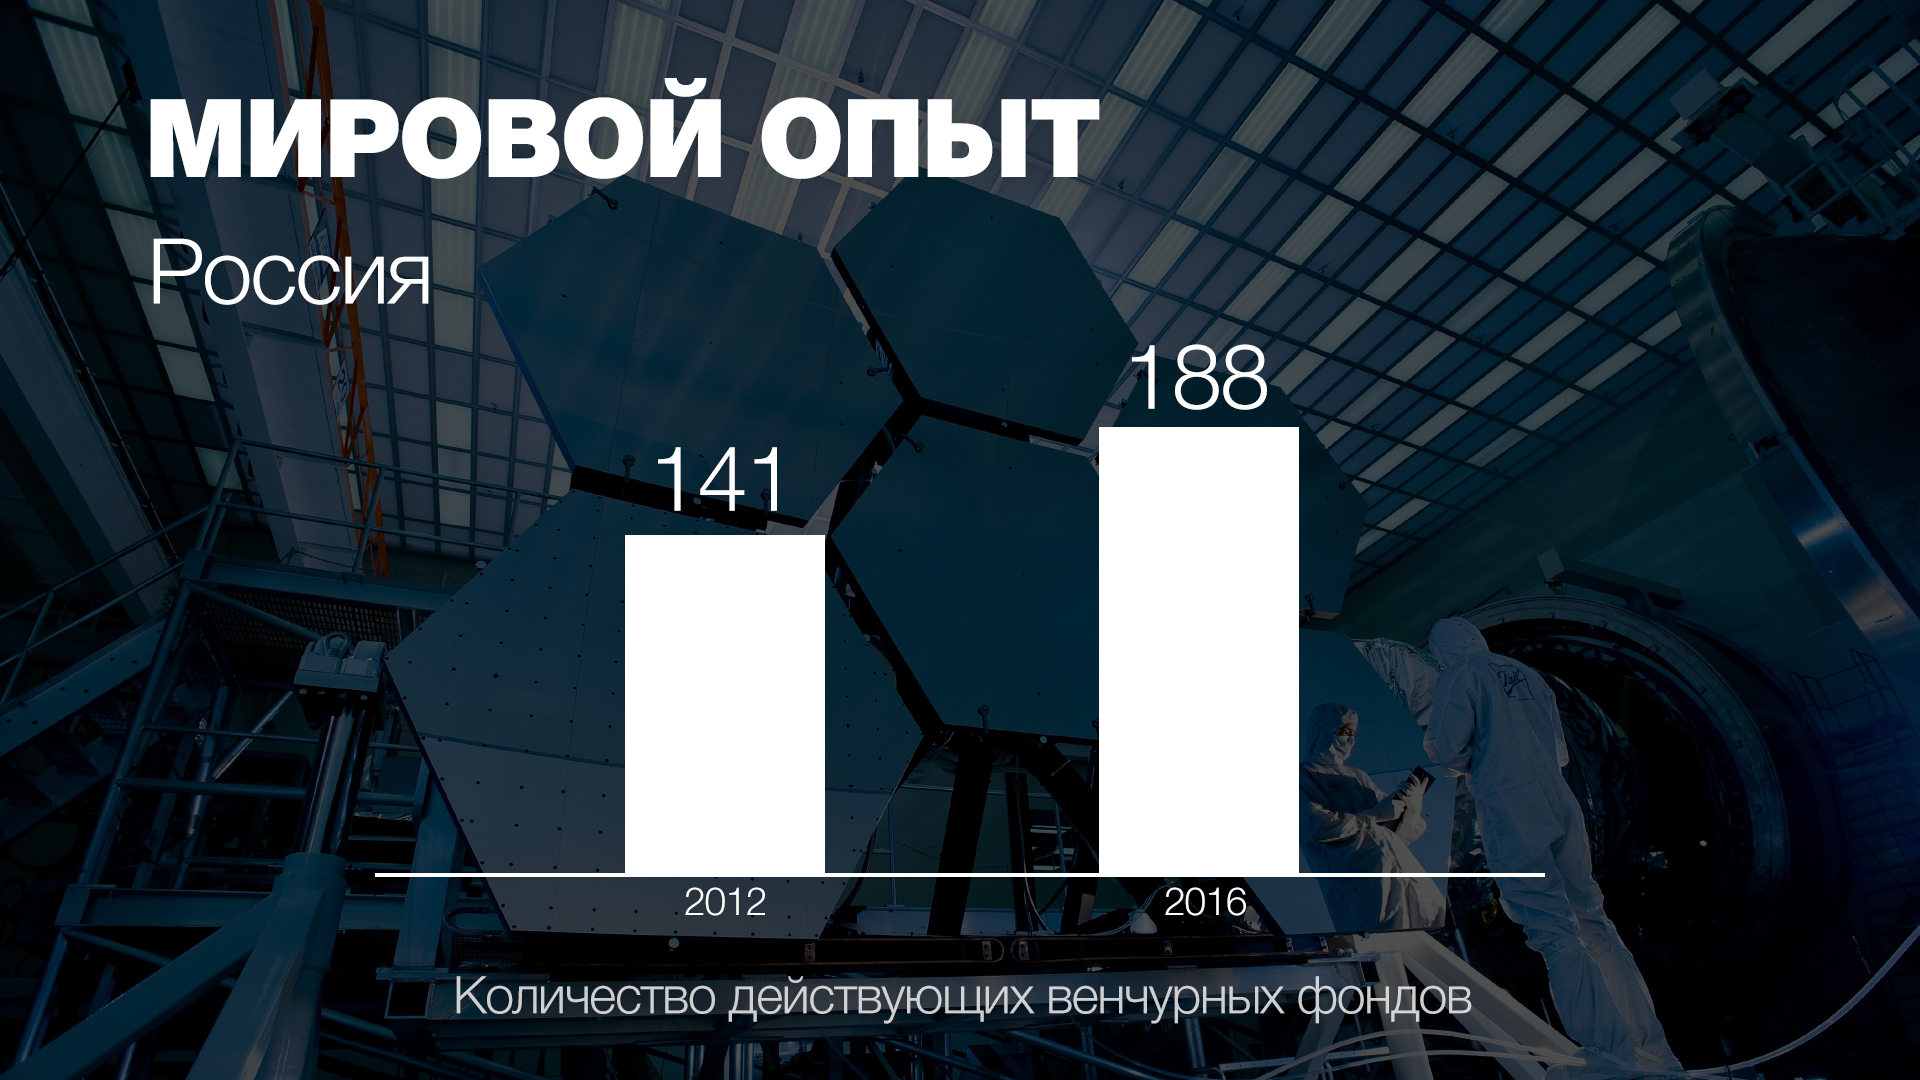 МИРОВОЙ ОПЫТ
Россия
188
141
2012
2016
Количество действующих венчурных фондов